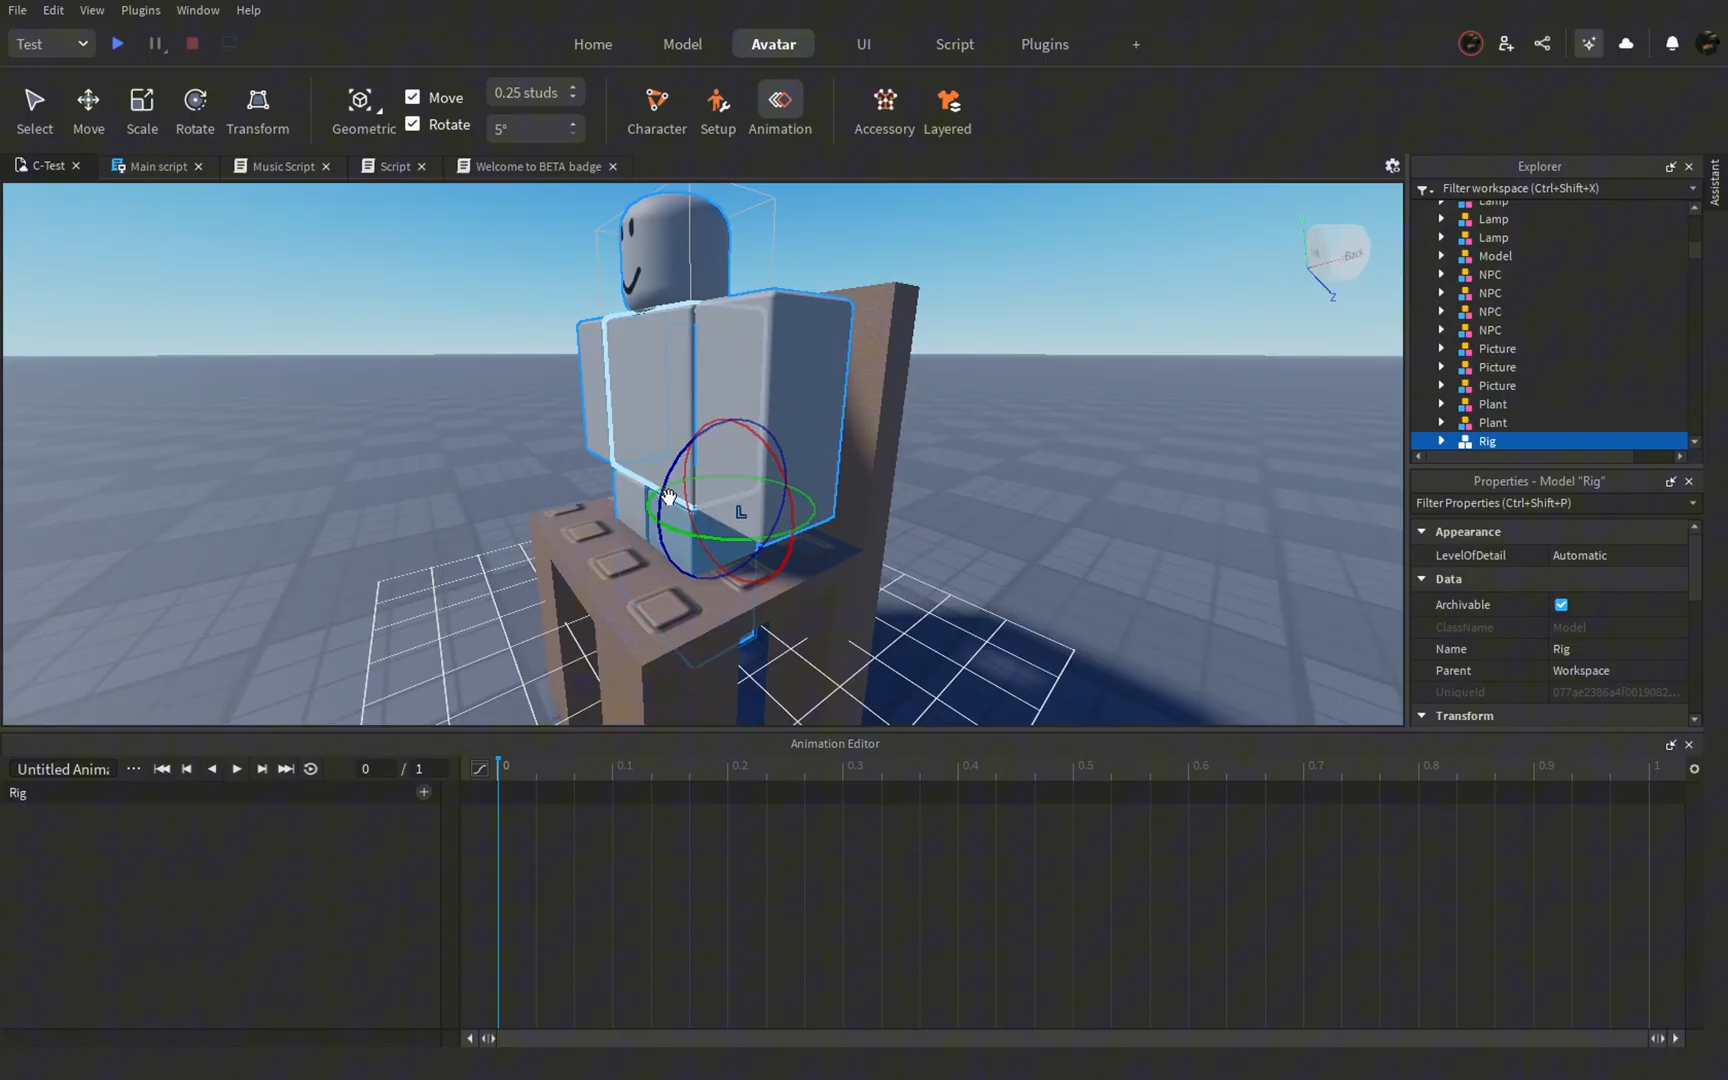 File Edit View Plugins Window Help
Test Home Model Avatar UI Script Plugins +
Select Move Scale Rotate Transform Geometric Move Rotate 0.25 studs 5° Character Setup Animation Accessory Layered
C-Test Main script Music Script Script Welcome to BETA badge
Explorer
Assistant
Filter workspace (Ctrl+Shift+X)
Lamp
Lamp
Lamp
Model
NPC
NPC
NPC
NPC
Picture
Picture
Picture
Plant
Plant
Rig
Back
Z
L
Properties - Model "Rig"
Filter Properties (Ctrl+Shift+P)
Appearance
LevelOfDetail Automatic
Data
Archivable
ClassName Model
Name Rig
Parent Workspace
UniqueId 077ae2386a4f0019082...
Transform
Animation Editor
Untitled Anima ... 0 / 1 0 0.1 0.2 0.3 0.4 0.5 0.6 0.7 0.8 0.9 1
Rig +